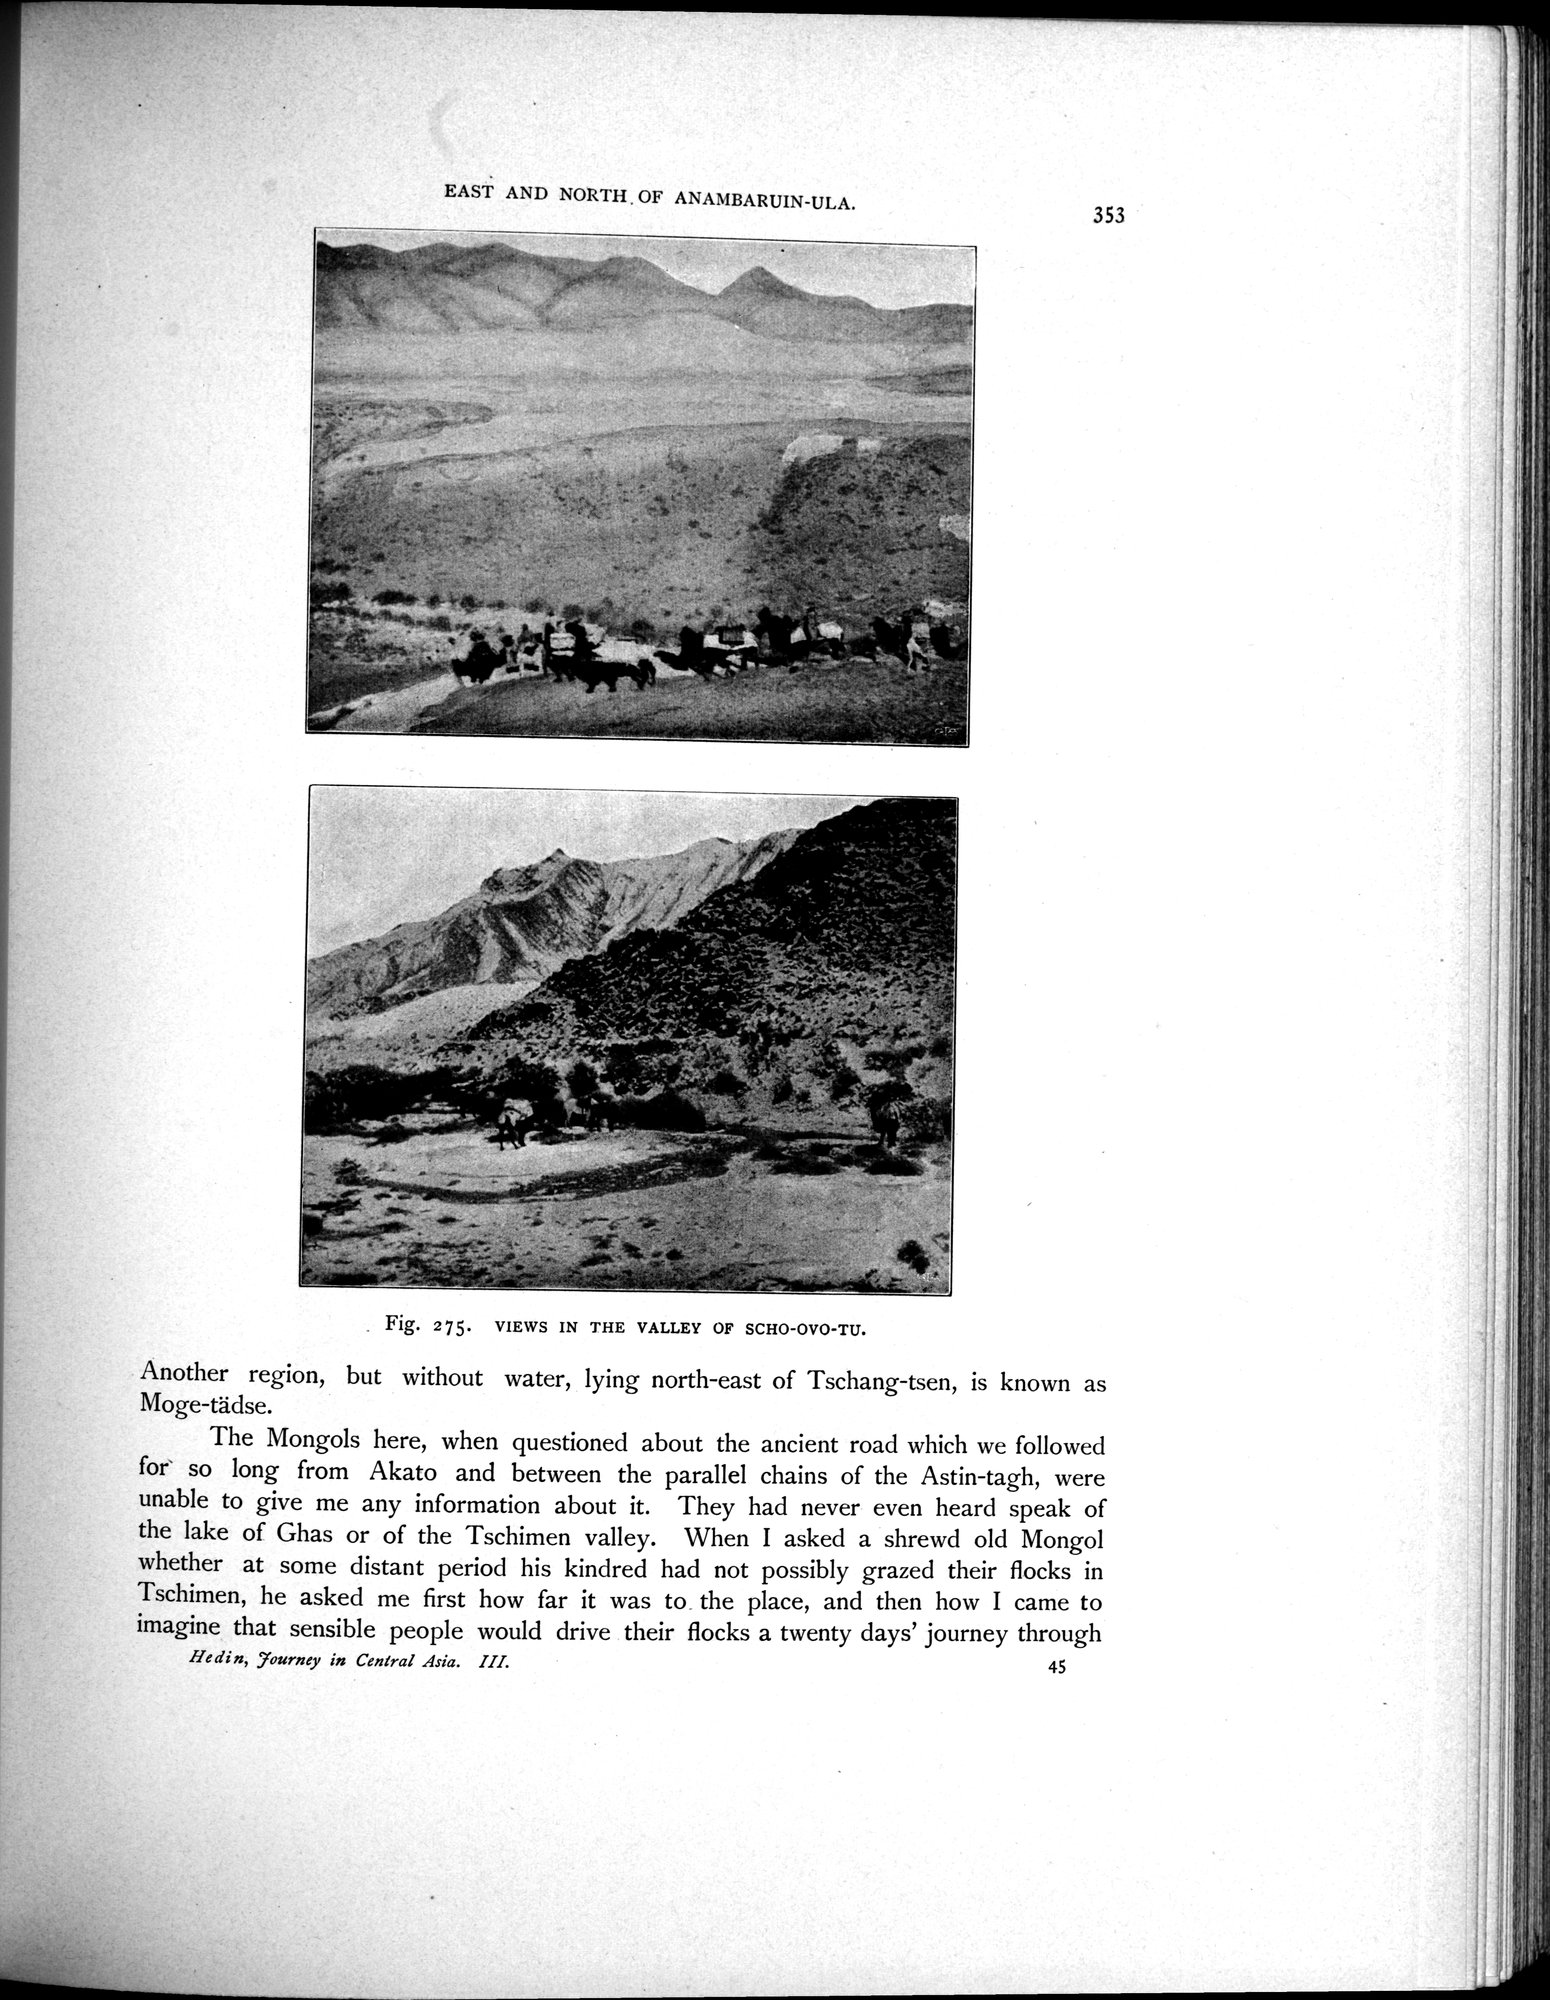 EAST AND NORTH OF ANAMBARUIN-ULA.
353
Fig. 275. VIEWS IN THE VALLEY OF SCHO-OVO-TU.
Another region, but without water, lying north-east of Tschang-tsen, is known as
Moge-tädse.
The Mongols here, when questioned about the ancient road which we followed
for so long from Akato and between the parallel chains of the Astin-tagh, were
unable to give me any information about it. They had never even heard speak of
the lake of Ghas or of the Tschimen valley. When I asked a shrewd old Mongol
whether at some distant period his kindred had not possibly grazed their flocks in
Tschimen, he asked me first how far it was to the place, and then how I came to
imagine that sensible people would drive their flocks a twenty days' journey through
Hedin, Journey in Central Asia. III.
45